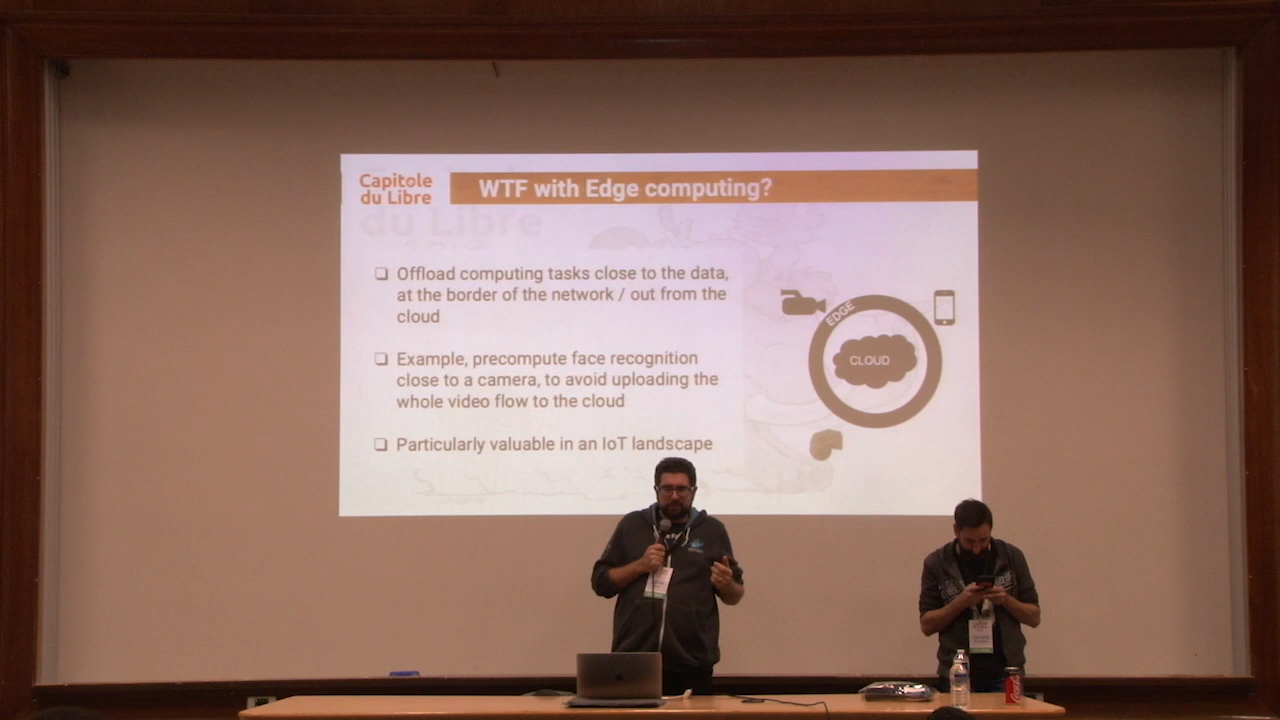 Capitole
du Libre
WTF with Edge computing?
du Libre
❏ Offload computing tasks close to the data,
at the border of the network / out from the
cloud
❏ Example, precompute face recognition
close to a camera, to avoid uploading the
whole video flow to the cloud
❏ Particularly valuable in an IoT landscape
EDGE
CLOUD